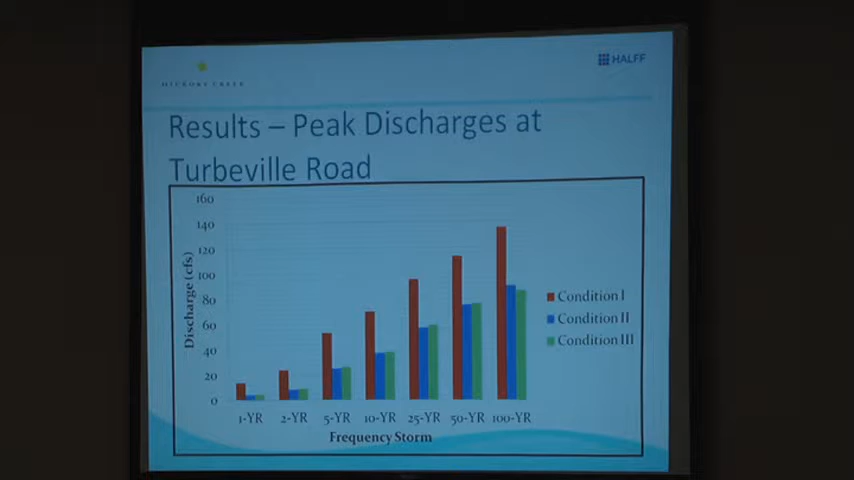 HICKORY CREEK
HALFF
Results – Peak Discharges at
Turbeville Road
160
140
120
100
80
60
40
20
0
Discharge (cfs)
1-YR 2-YR 5-YR 10-YR 25-YR 50-YR 100-YR
Frequency Storm
Condition I
Condition II
Condition III